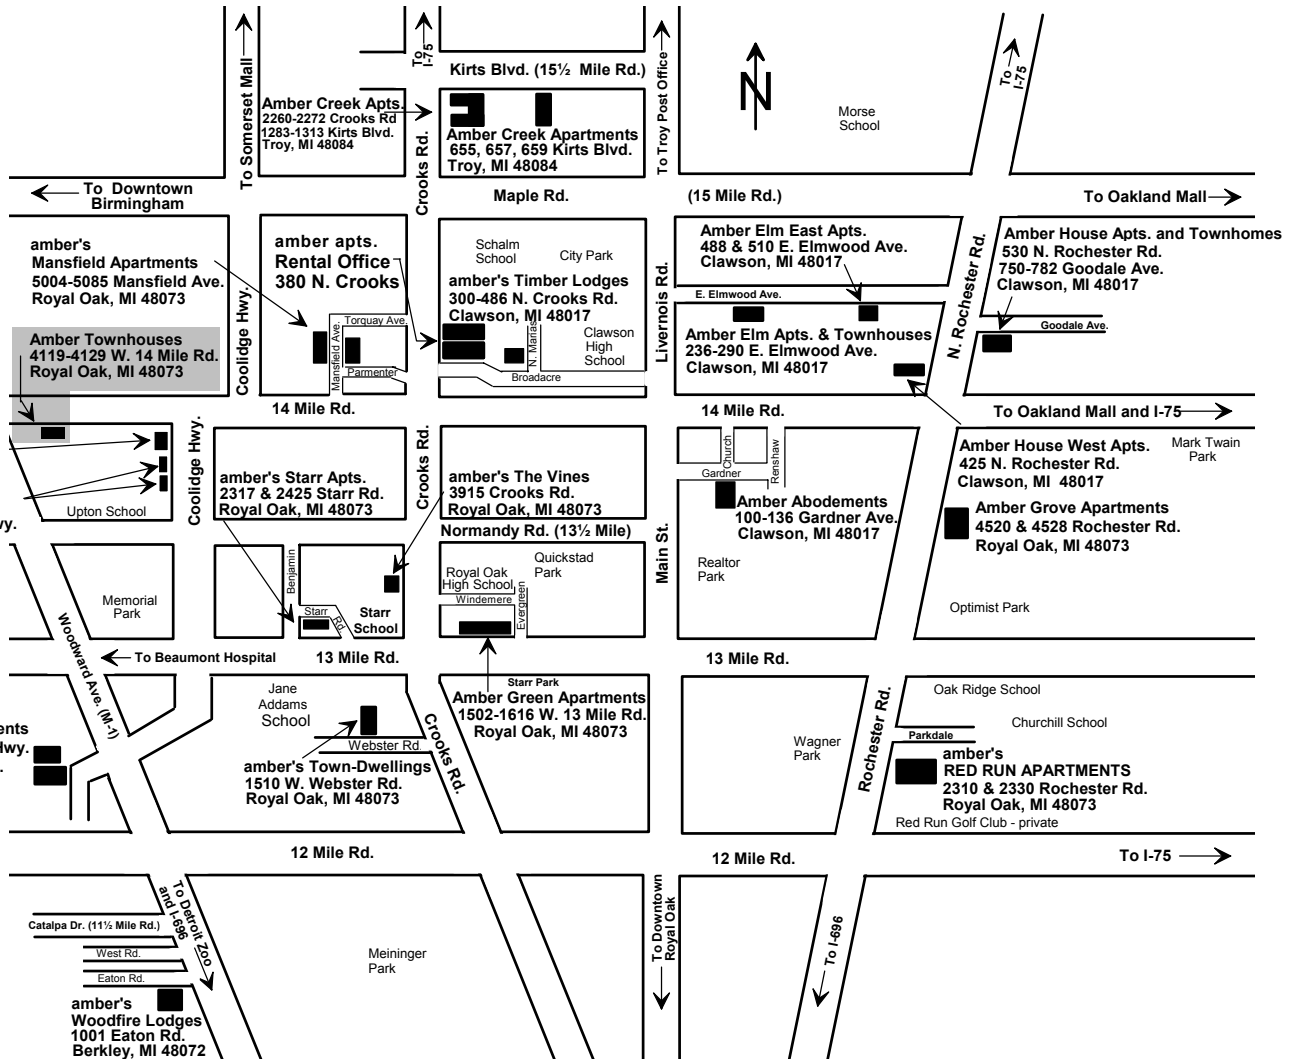 To Somerset Mall
To
I-75
Kirts Blvd. (15½ Mile Rd.)
To Troy Post Office
N
Morse
School
To
I-75
Amber Creek Apts.
2260-2272 Crooks Rd
1283-1313 Kirts Blvd.
Troy, MI 48084
Crooks Rd.
Amber Creek Apartments
655, 657, 659 Kirts Blvd.
Troy, MI 48084
To Downtown
Birmingham
Maple Rd.
(15 Mile Rd.)
To Oakland Mall
amber's
Mansfield Apartments
5004-5085 Mansfield Ave.
Royal Oak, MI 48073
Coolidge Hwy.
amber apts.
Rental Office
380 N. Crooks
Schalm
School
City Park
amber's Timber Lodges
300-486 N. Crooks Rd.
Clawson, MI 48017
Livernois Rd.
Amber Elm East Apts.
488 & 510 E. Elmwood Ave.
Clawson, MI 48017
E. Elmwood Ave.
N. Rochester Rd.
Amber House Apts. and Townhomes
530 N. Rochester Rd.
750-782 Goodale Ave.
Clawson, MI 48017
Goodale Ave.
Amber Townhouses
4119-4129 W. 14 Mile Rd.
Royal Oak, MI 48073
Torquay Ave.
Mansfield Ave.
Parmenter
N. Marias
Clawson
High
School
Broadacre
Amber Elm Apts. & Townhouses
236-290 E. Elmwood Ave.
Clawson, MI 48017
14 Mile Rd.
14 Mile Rd.
To Oakland Mall and I-75
Coolidge Hwy.
Crooks Rd.
Upton School
amber's Starr Apts.
2317 & 2425 Starr Rd.
Royal Oak, MI 48073
amber's The Vines
3915 Crooks Rd.
Royal Oak, MI 48073
Church
Renshaw
Gardner
Amber Abodements
100-136 Gardner Ave.
Clawson, MI 48017
Amber House West Apts.
425 N. Rochester Rd.
Clawson, MI 48017
Mark Twain
Park
Amber Grove Apartments
4520 & 4528 Rochester Rd.
Royal Oak, MI 48073
wy.
Normandy Rd. (13½ Mile)
Main St.
Memorial
Park
Benjamin
Starr
Rd.
Starr
School
Royal Oak
High School
Quickstad
Park
Windemere
Evergreen
Realtor
Park
Optimist Park
Woodward Ave. (M-1)
To Beaumont Hospital
13 Mile Rd.
13 Mile Rd.
Jane
Addams
School
Starr Park
Amber Green Apartments
1502-1616 W. 13 Mile Rd.
Royal Oak, MI 48073
Crooks Rd.
Webster Rd.
amber's Town-Dwellings
1510 W. Webster Rd.
Royal Oak, MI 48073
Wagner
Park
Rochester Rd.
Oak Ridge School
Churchill School
Parkdale
amber's
RED RUN APARTMENTS
2310 & 2330 Rochester Rd.
Royal Oak, MI 48073
Red Run Golf Club - private
ents
Hwy.
.
12 Mile Rd.
12 Mile Rd.
To I-75
To Detroit Zoo
and I-696
To Downtown
Royal Oak
To I-696
Catalpa Dr. (11½ Mile Rd.)
West Rd.
Eaton Rd.
Meininger
Park
amber's
Woodfire Lodges
1001 Eaton Rd.
Berkley, MI 48072